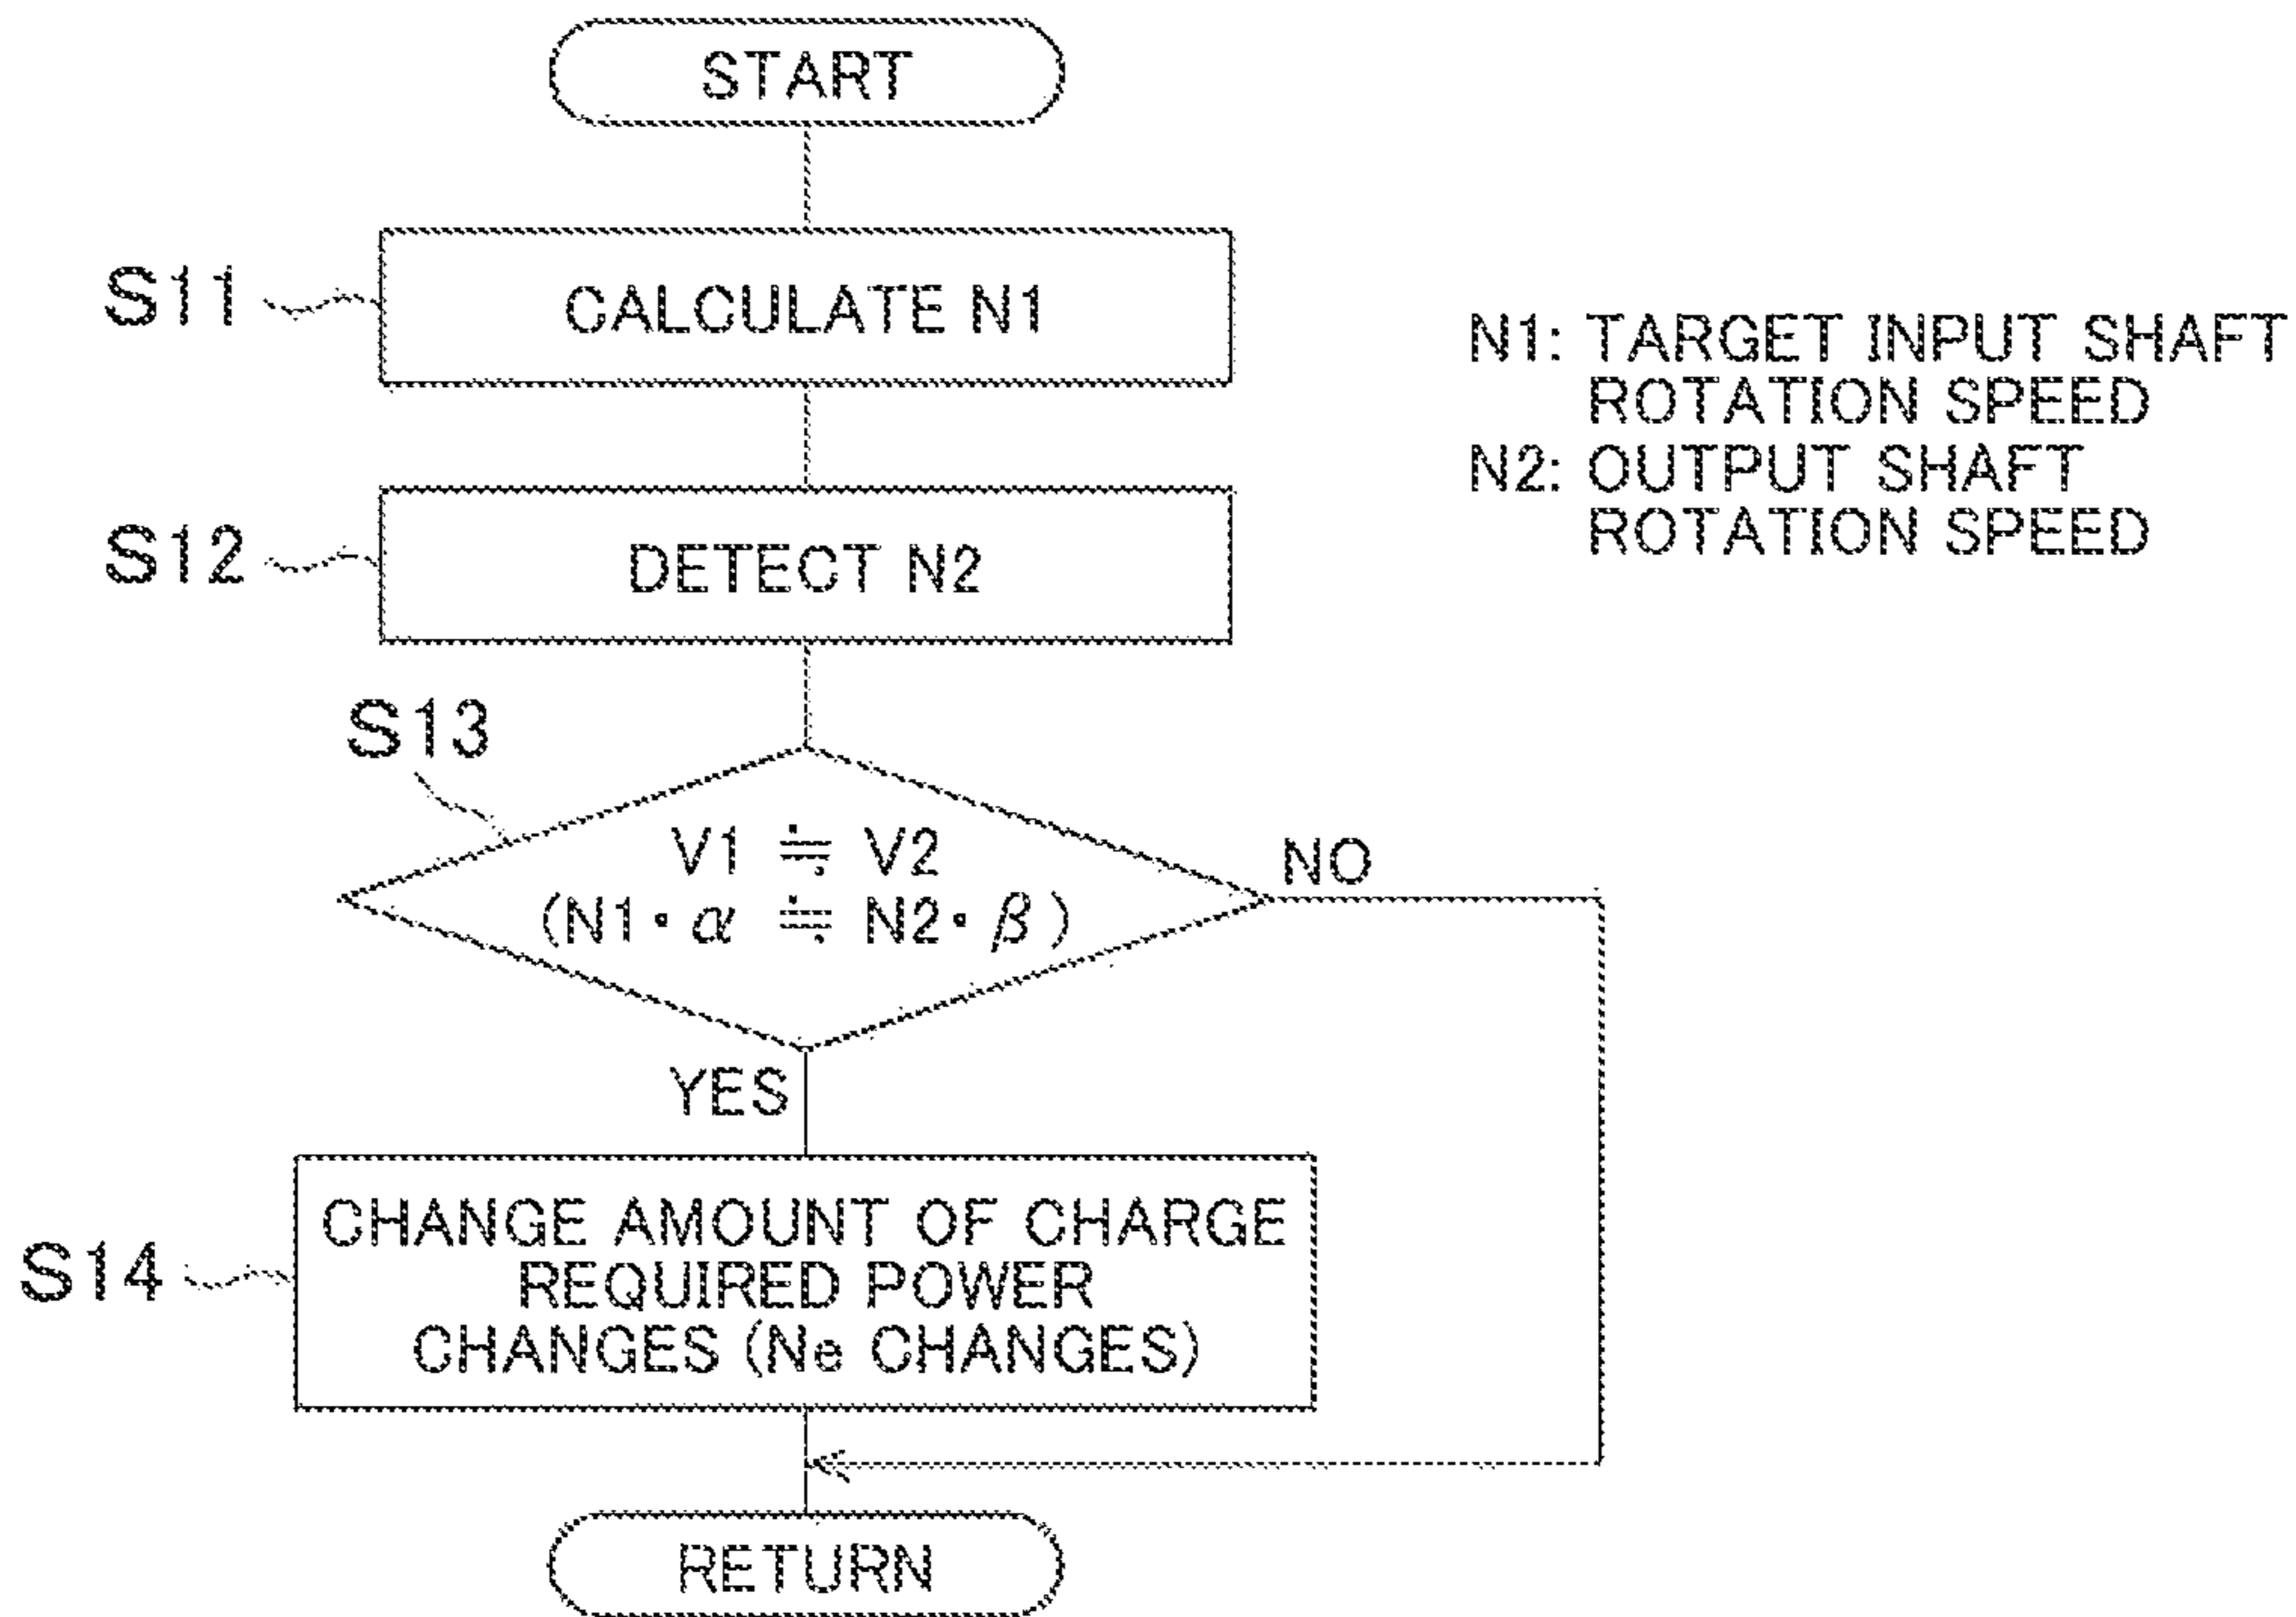 START
S11
CALCULATE N1
N1: TARGET INPUT SHAFT
ROTATION SPEED
N2: OUTPUT SHAFT
ROTATION SPEED
S12
DETECT N2
S13
V1 ≒ V2
(N1・α ≒ N2・β)
NO
YES
S14
CHANGE AMOUNT OF CHARGE
REQUIRED POWER
CHANGES (Ne CHANGES)
RETURN